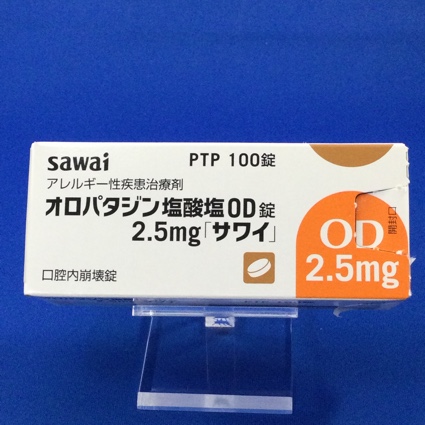 sawai
PTP 100錠
アレルギー性疾患治療剤
オロパタジン塩酸塩OD錠
2.5mg「サワイ」
口腔内崩壊錠
開封口
OD
2.5mg